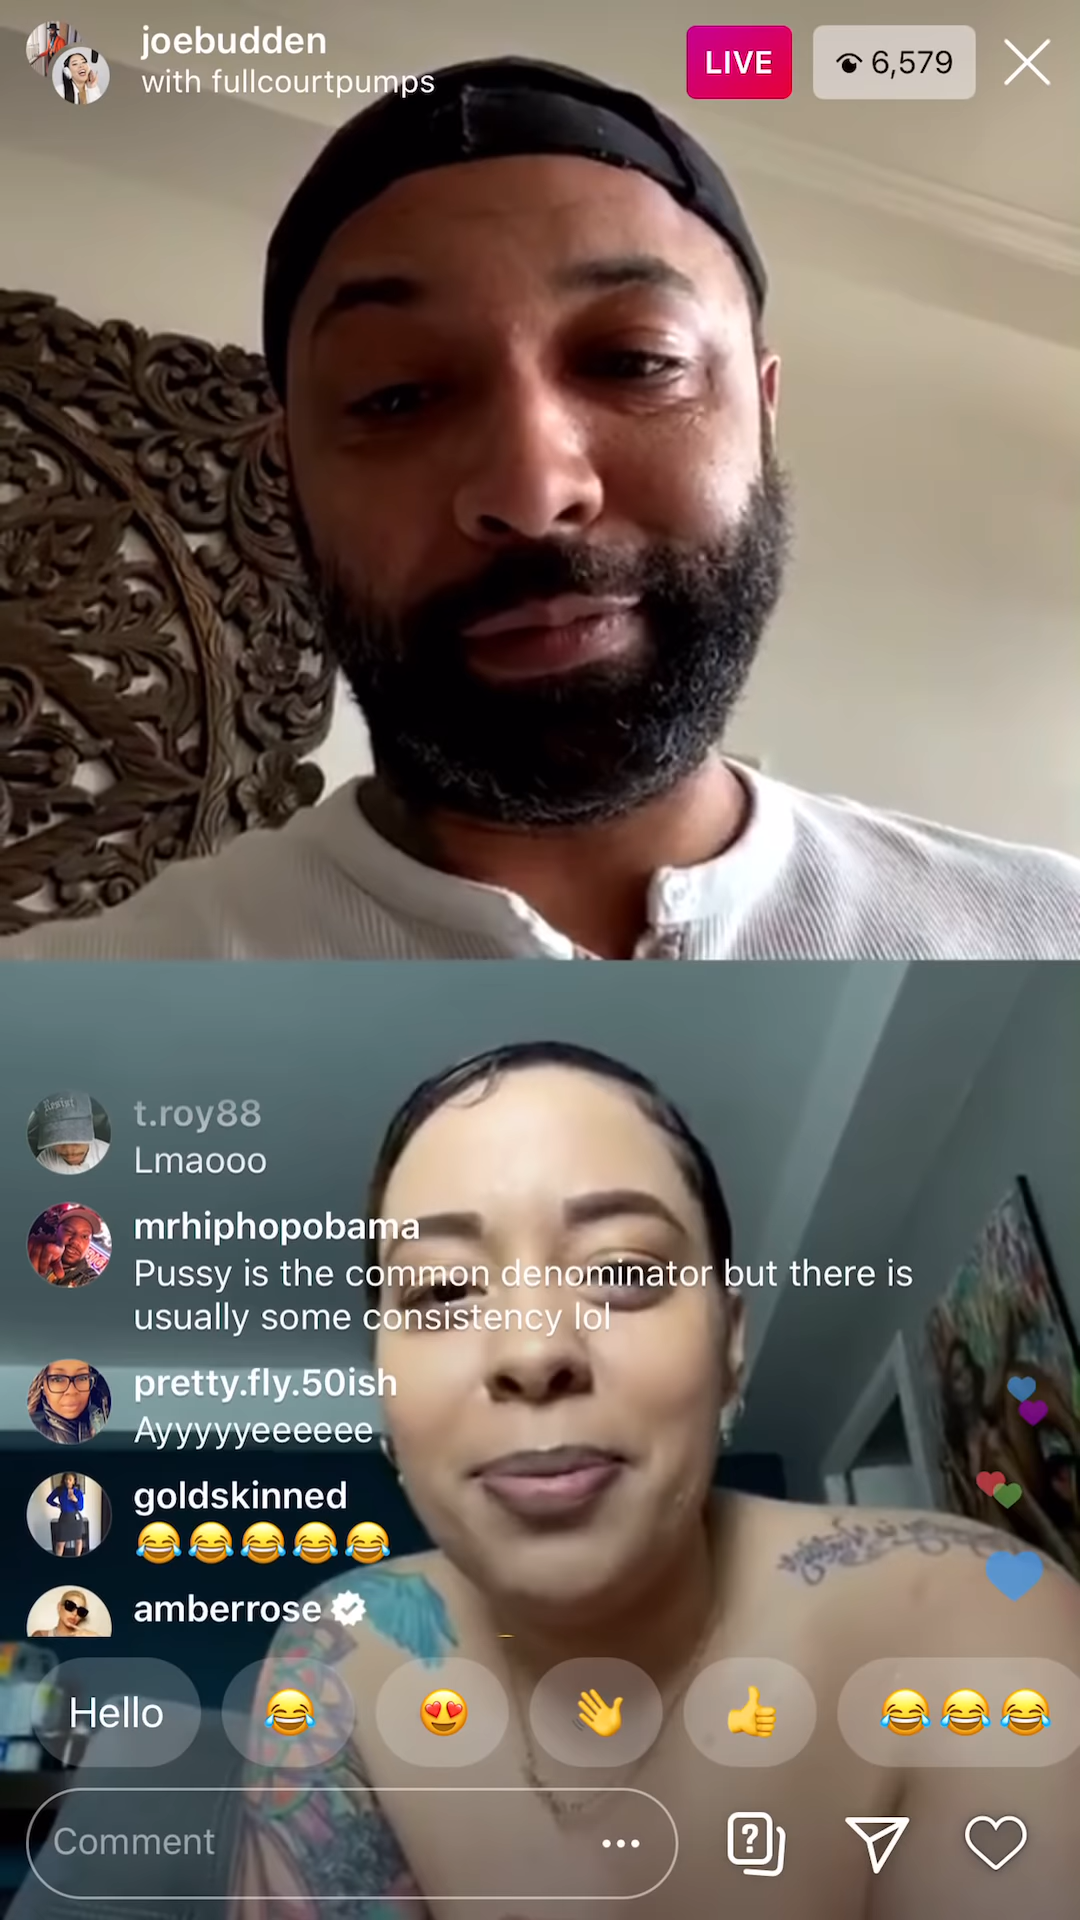 joebudden
with fullcourtpumps
LIVE
6,579
t.roy88
Lmaooo
mrhiphopobama
Pussy is the common denominator but there is
usually some consistency lol
pretty.fly.50ish
Ayyyyyeeeeee
goldskinned
😂😂😂😂😂
amberrose
Hello
😂 😍 👋 👍 😂😂😂
Comment